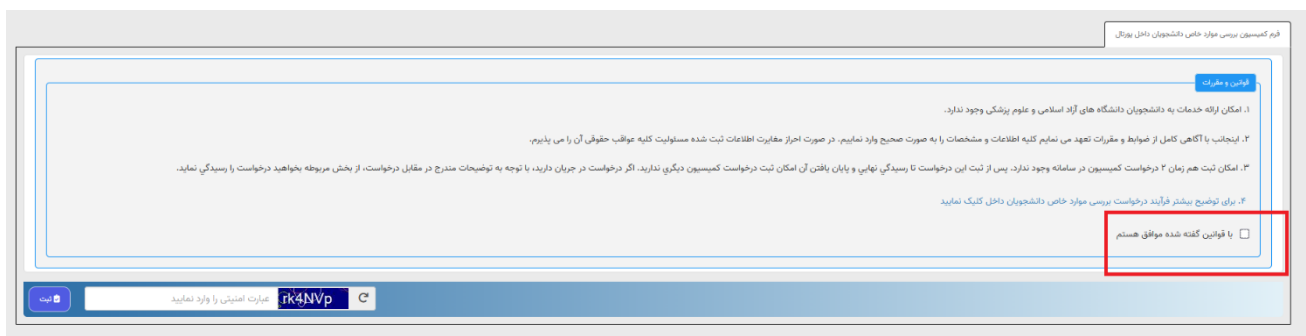 فرم کمیسیون بررسی موارد خاص دانشجویان داخل پورتال
قوانین و مقررات
۱. امکان ارائه خدمات به دانشجویان دانشگاه های آزاد اسلامی و علوم پزشکی وجود ندارد.
۲. اینجانب با آگاهی کامل از ضوابط و مقررات تعهد می نمایم کلیه اطلاعات و مشخصات را به صورت صحیح وارد نماییم. در صورت احراز مغایرت اطلاعات ثبت شده مسئولیت کلیه عواقب حقوقی آن را می پذیرم.
۳. امکان ثبت هم زمان ۲ درخواست کمیسیون در سامانه وجود ندارد. پس از ثبت این درخواست تا رسیدگي نهایي و پایان یافتن آن امکان ثبت درخواست کمیسیون دیگري ندارید. اگر درخواست در جریان دارید، با توجه به توضیحات مندرج در مقابل درخواست، از بخش مربوطه بخواهید درخواست را رسیدگي نماید.
۴. برای توضیح بیشتر فرآیند درخواست بررسی موارد خاص دانشجویان داخل کلیک نمایید
با قوانین گفته شده موافق هستم
rk4NVp عبارت امنیتی را وارد نمایید ثبت